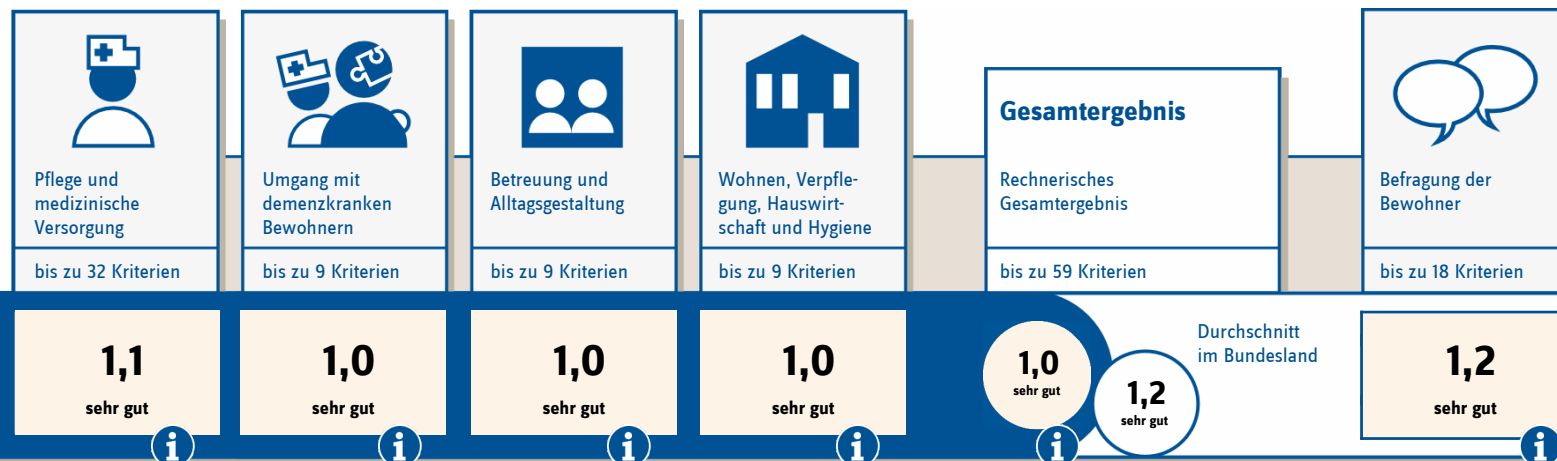 Pflege und
medizinische
Versorgung
bis zu 32 Kriterien
1,1
sehr gut
i
Umgang mit
demenzkranken
Bewohnern
bis zu 9 Kriterien
1,0
sehr gut
i
Betreuung und
Alltagsgestaltung
bis zu 9 Kriterien
1,0
sehr gut
i
Wohnen, Verpfle-
gung, Hauswirt-
schaft und Hygiene
bis zu 9 Kriterien
1,0
sehr gut
i
Gesamtergebnis
Rechnerisches
Gesamtergebnis
bis zu 59 Kriterien
1,0
sehr gut
i
Durchschnitt
im Bundesland
1,2
sehr gut
Befragung der
Bewohner
bis zu 18 Kriterien
1,2
sehr gut
i